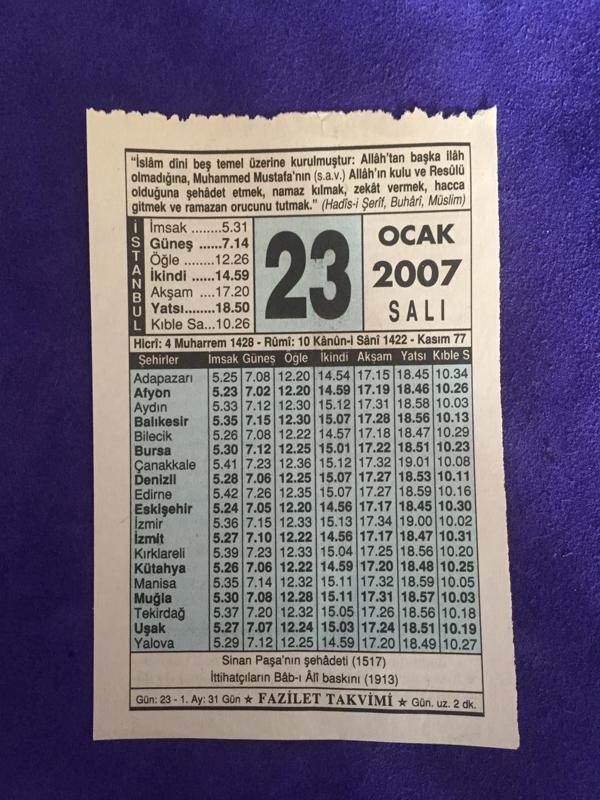 “İslâm dîni beş temel üzerine kurulmuştur: Allâh'tan başka ilâh
olmadığına, Muhammed Mustafa'nın (s.a.v.) Allâh'ın kulu ve Resûlü
olduğuna şehâdet etmek, namaz kılmak, zekât vermek, hacca
gitmek ve ramazan orucunu tutmak.” (Hadîs-i Şerîf, Buhârî, Müslim)
İSTANBUL
İmsak ........5.31
Güneş ......7.14
Öğle ........12.26
İkindi ......14.59
Akşam ....17.20
Yatsı........18.50
Kıble Sa...10.26
23
OCAK
2007
SALI
Hicrî: 4 Muharrem 1428 - Rûmî: 10 Kânûn-i Sânî 1422 - Kasım 77
Şehirler İmsak Güneş Öğle İkindi Akşam Yatsı Kıble S
Adapazarı 5.25 7.08 12.20 14.54 17.15 18.45 10.34
Afyon 5.23 7.02 12.20 14.59 17.19 18.46 10.26
Aydın 5.33 7.12 12.30 15.12 17.31 18.58 10.03
Balıkesir 5.35 7.15 12.30 15.07 17.28 18.56 10.13
Bilecik 5.26 7.08 12.22 14.57 17.18 18.47 10.29
Bursa 5.30 7.12 12.25 15.01 17.22 18.51 10.23
Çanakkale 5.41 7.23 12.36 15.12 17.32 19.01 10.08
Denizli 5.28 7.06 12.25 15.07 17.27 18.53 10.11
Edirne 5.42 7.26 12.35 15.07 17.27 18.59 10.16
Eskişehir 5.24 7.05 12.20 14.56 17.17 18.45 10.30
İzmir 5.36 7.15 12.33 15.13 17.34 19.00 10.02
İzmit 5.27 7.10 12.22 14.56 17.17 18.47 10.31
Kırklareli 5.39 7.23 12.33 15.04 17.25 18.56 10.20
Kütahya 5.26 7.06 12.22 14.59 17.20 18.48 10.25
Manisa 5.35 7.14 12.32 15.11 17.32 18.59 10.05
Muğla 5.30 7.08 12.28 15.11 17.31 18.57 10.03
Tekirdağ 5.37 7.20 12.32 15.05 17.26 18.56 10.18
Uşak 5.27 7.07 12.24 15.03 17.24 18.51 10.19
Yalova 5.29 7.12 12.25 14.59 17.20 18.49 10.27
Sinan Paşa'nın şehâdeti (1517)
İttihatçıların Bâb-ı Âlî baskını (1913)
Gün: 23 - 1. Ay: 31 Gün ★ FAZİLET TAKVİMİ ★ Gün. uz. 2 dk.